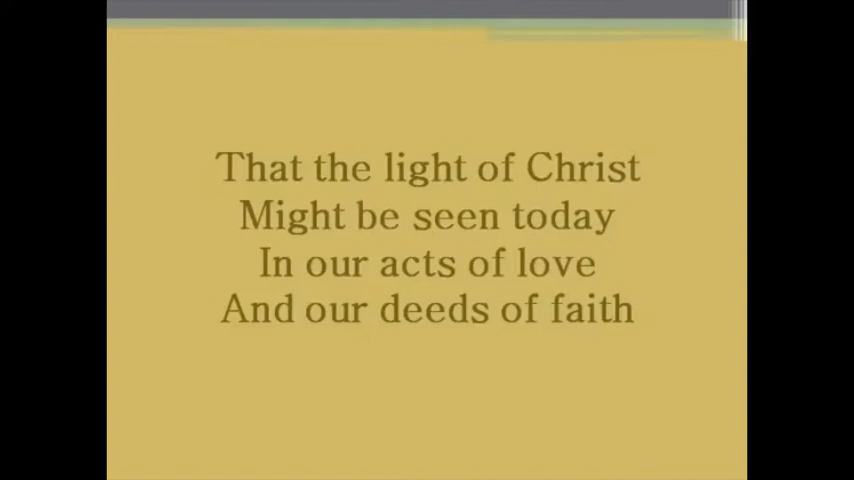 That the light of Christ
Might be seen today
In our acts of love
And our deeds of faith